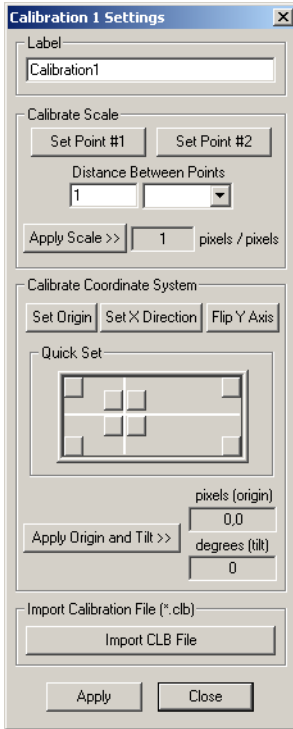 Calibration 1 Settings
Label
Calibration1
Calibrate Scale
Set Point #1 Set Point #2
Distance Between Points
1
Apply Scale >> 1 pixels / pixels
Calibrate Coordinate System
Set Origin Set X Direction Flip Y Axis
Quick Set
pixels (origin)
0,0
Apply Origin and Tilt >>
degrees (tilt)
0
Import Calibration File (*.clb)
Import CLB File
Apply Close